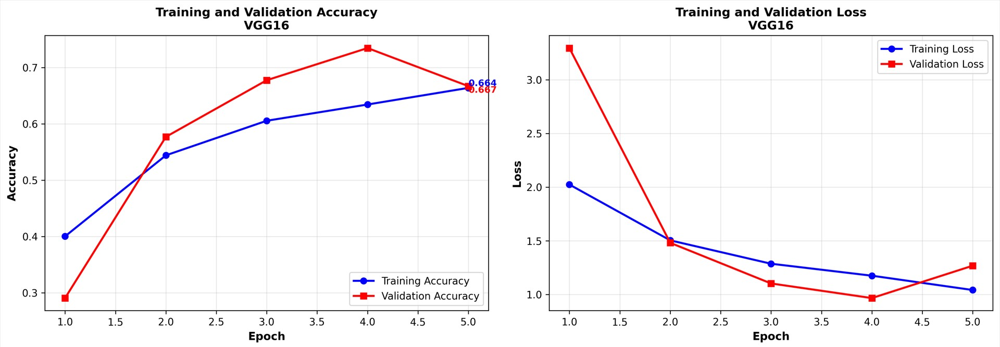 Training and Validation Accuracy
VGG16
0.7
0.6
0.5
0.4
0.3
Accuracy
0.664
0.667
Training Accuracy
Validation Accuracy
1.0 1.5 2.0 2.5 3.0 3.5 4.0 4.5 5.0
Epoch
Training and Validation Loss
VGG16
3.0
2.5
2.0
1.5
1.0
Loss
Training Loss
Validation Loss
1.0 1.5 2.0 2.5 3.0 3.5 4.0 4.5 5.0
Epoch